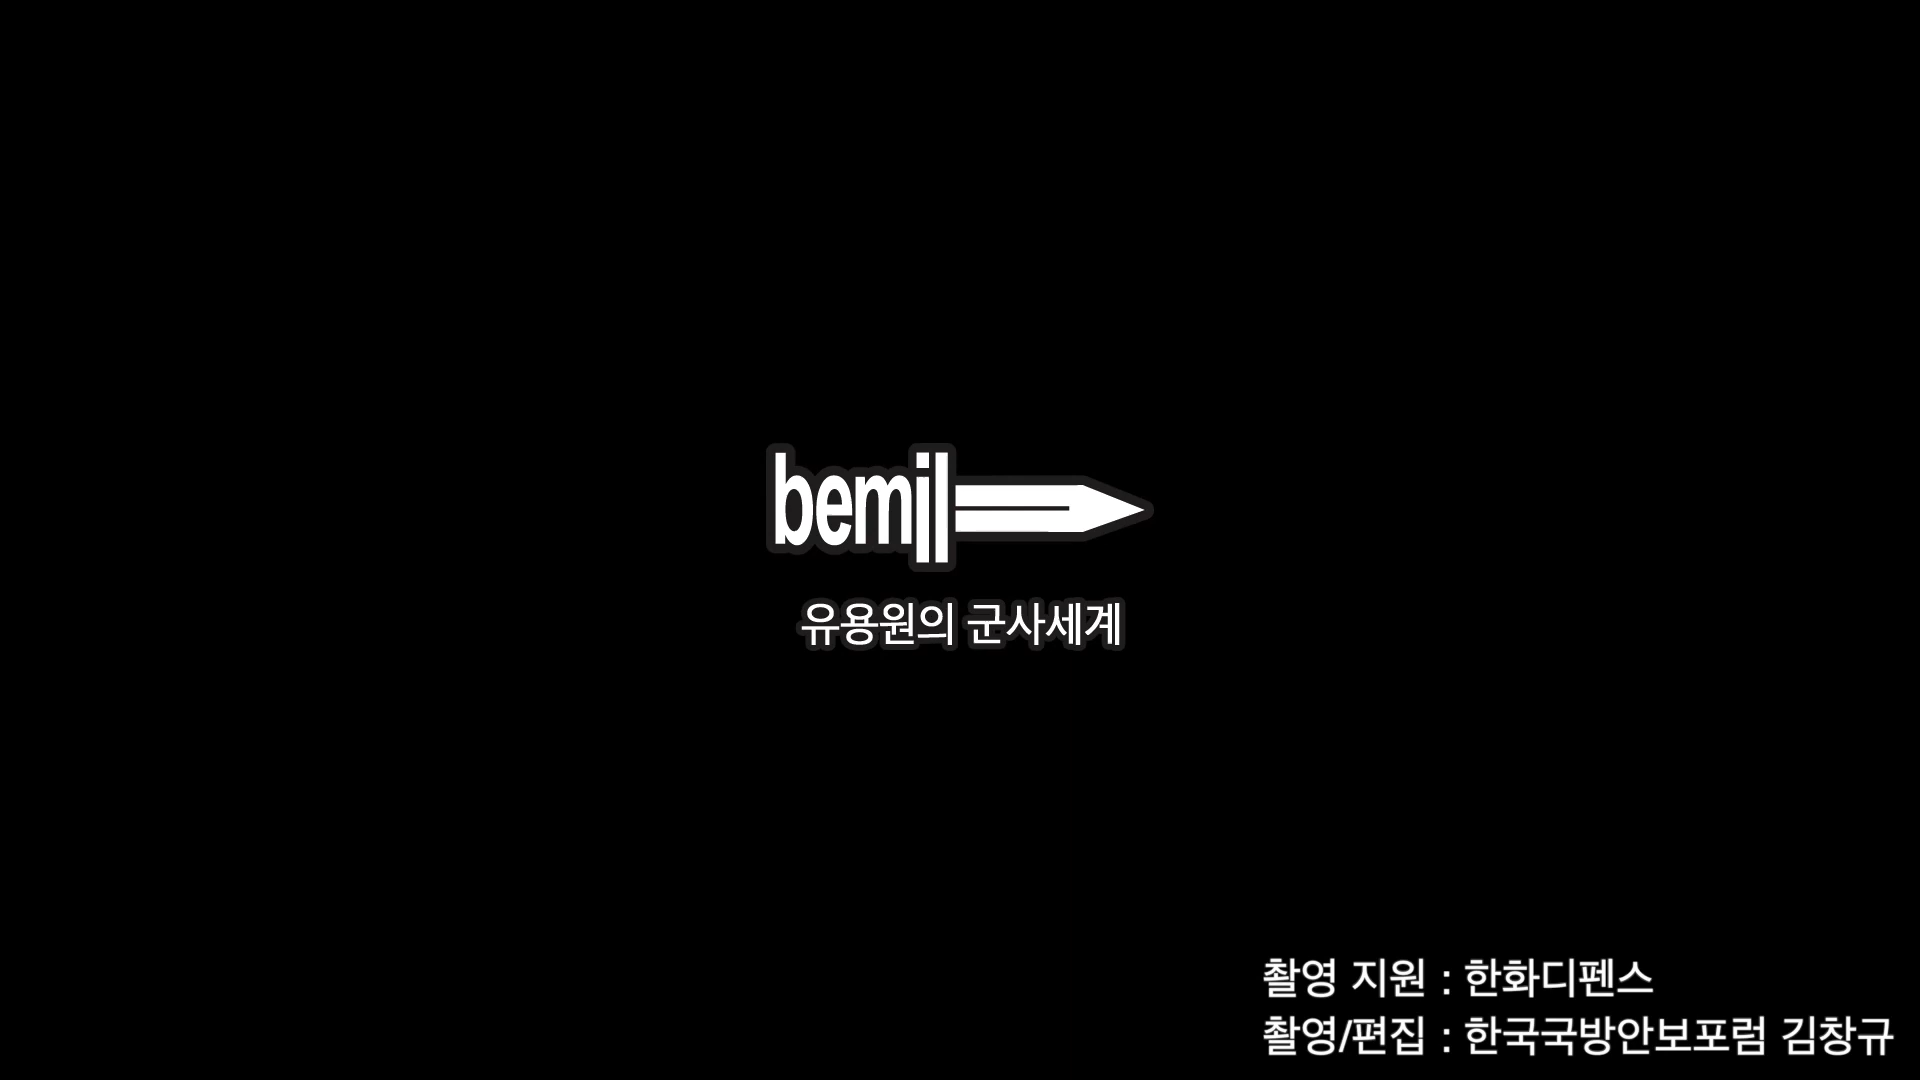 bemil
유용원의 군사세계
촬영 지원 : 한화디펜스
촬영/편집 : 한국국방안보포럼 김창규